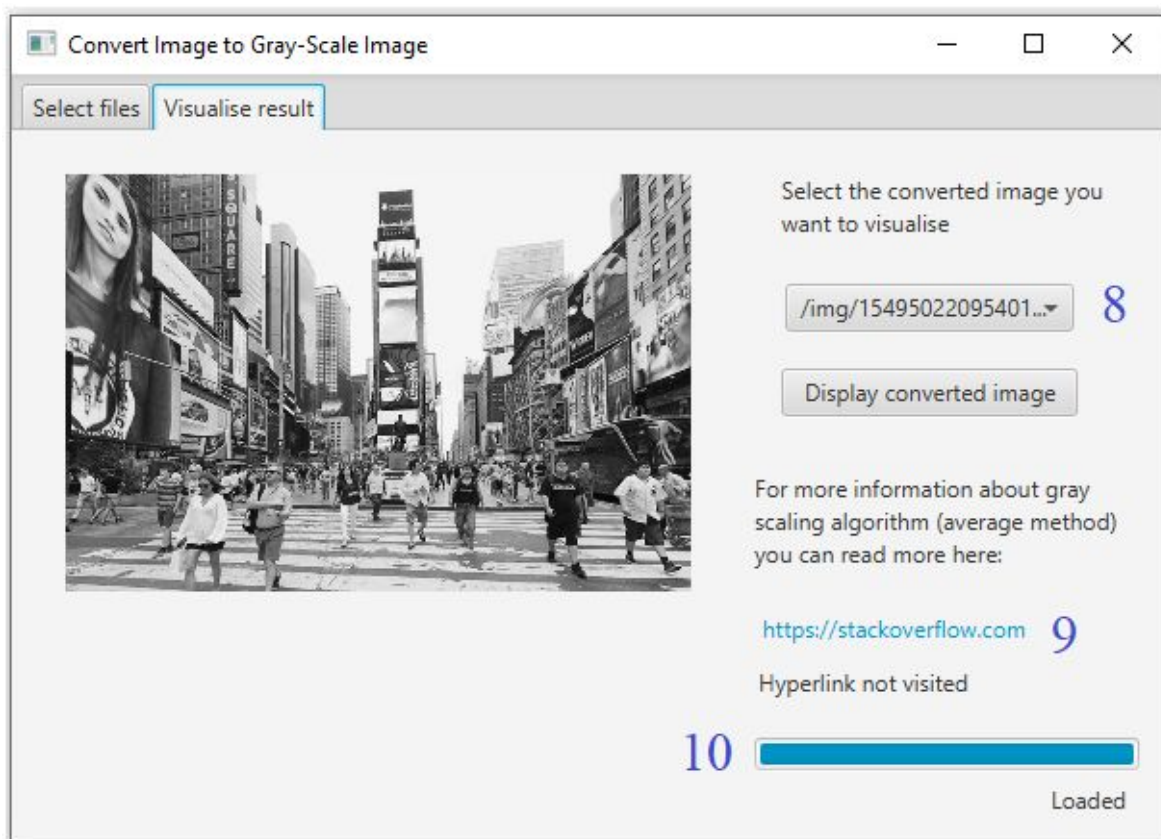 Convert Image to Gray-Scale Image
Select files
Visualise result
SQUARE
Select the converted image you
want to visualise
/img/15495022095401...
8
Display converted image
For more information about gray
scaling algorithm (average method)
you can read more here:
https://stackoverflow.com
9
Hyperlink not visited
10
Loaded